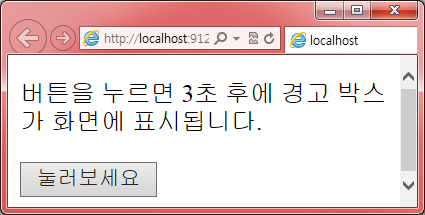 http://localhost:912
localhost
버튼을 누르면 3초 후에 경고 박스
가 화면에 표시됩니다.
눌러보세요